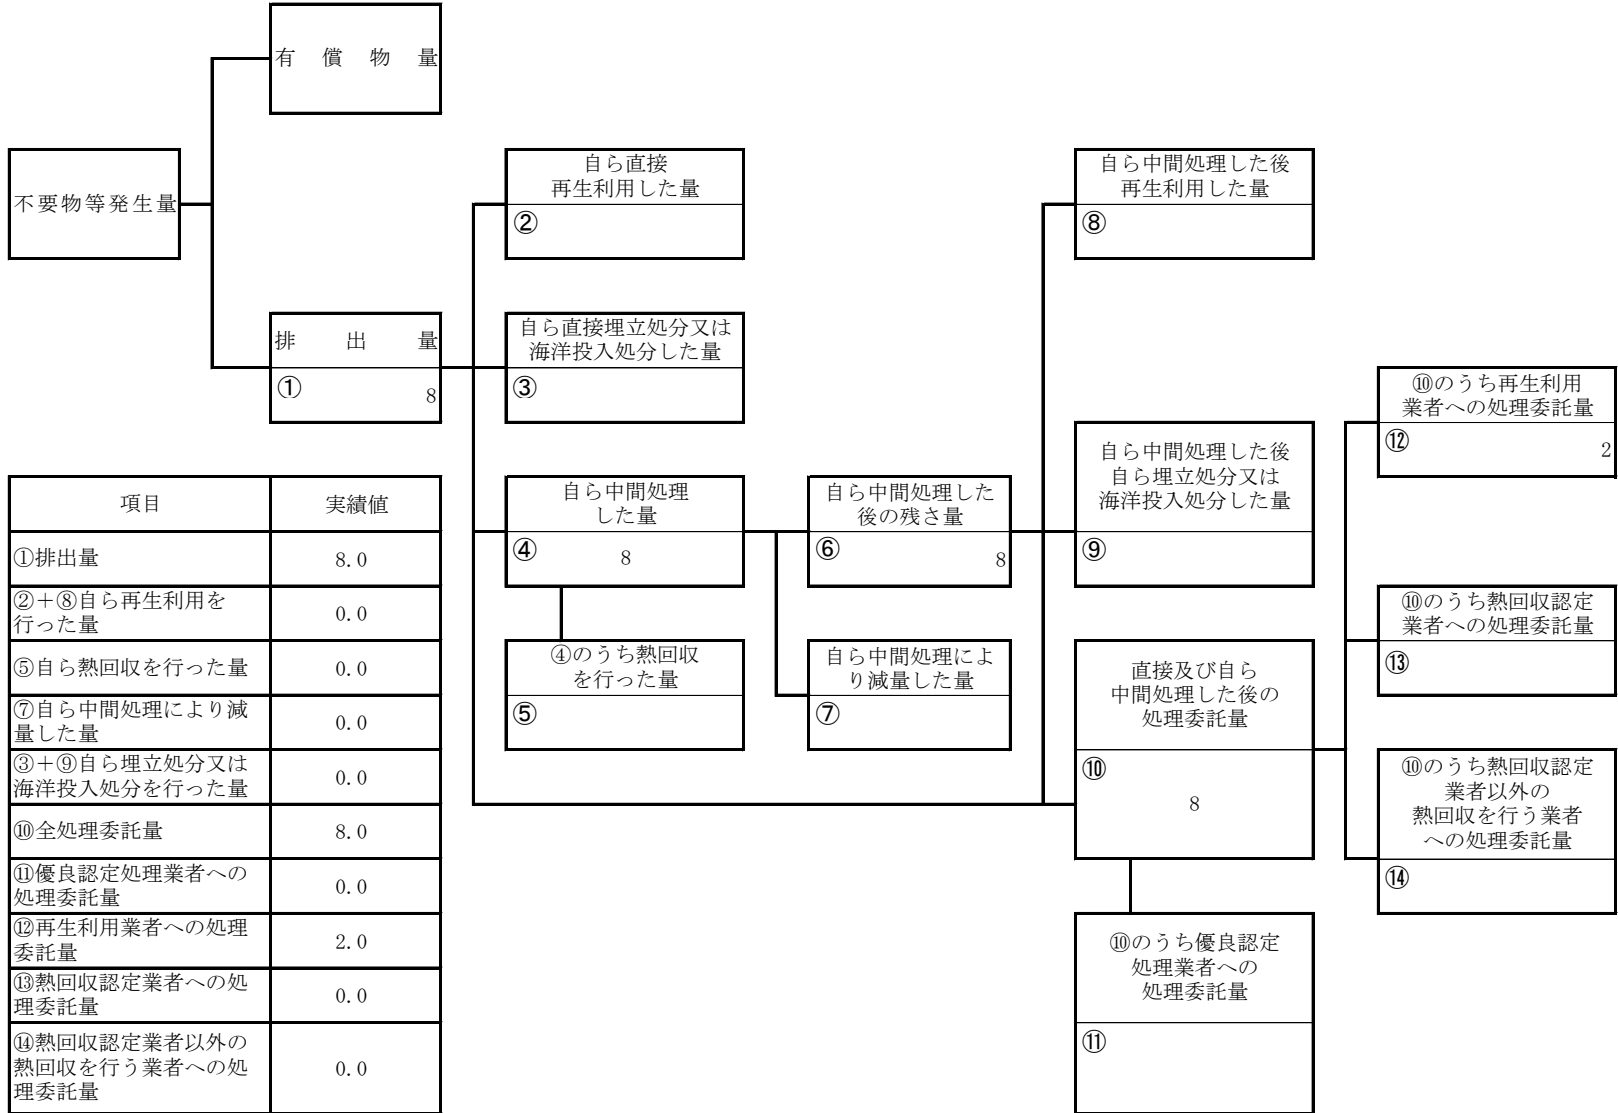 有償物量
不要物等発生量
排出量
①
8
自ら直接
再生利用した量
②
自ら直接埋立処分又は
海洋投入処分した量
③
自ら中間処理
した量
④
8
④のうち熱回収
を行った量
⑤
自ら中間処理した
後の残さ量
⑥
8
自ら中間処理によ
り減量した量
⑦
自ら中間処理した後
再生利用した量
⑧
自ら中間処理した後
自ら埋立処分又は
海洋投入処分した量
⑨
直接及び自ら
中間処理した後の
処理委託量
⑩
8
⑩のうち優良認定
処理業者への
処理委託量
⑪
⑩のうち再生利用
業者への処理委託量
⑫
2
⑩のうち熱回収認定
業者への処理委託量
⑬
⑩のうち熱回収認定
業者以外の
熱回収を行う業者
への処理委託量
⑭
項目 実績値
①排出量 8.0
②+⑧自ら再生利用を
行った量 0.0
⑤自ら熱回収を行った量 0.0
⑦自ら中間処理により減
量した量 0.0
③+⑨自ら埋立処分又は
海洋投入処分を行った量 0.0
⑩全処理委託量 8.0
⑪優良認定処理業者への
処理委託量 0.0
⑫再生利用業者への処理
委託量 2.0
⑬熱回収認定業者への処
理委託量 0.0
⑭熱回収認定業者以外の
熱回収を行う業者への処 0.0
理委託量